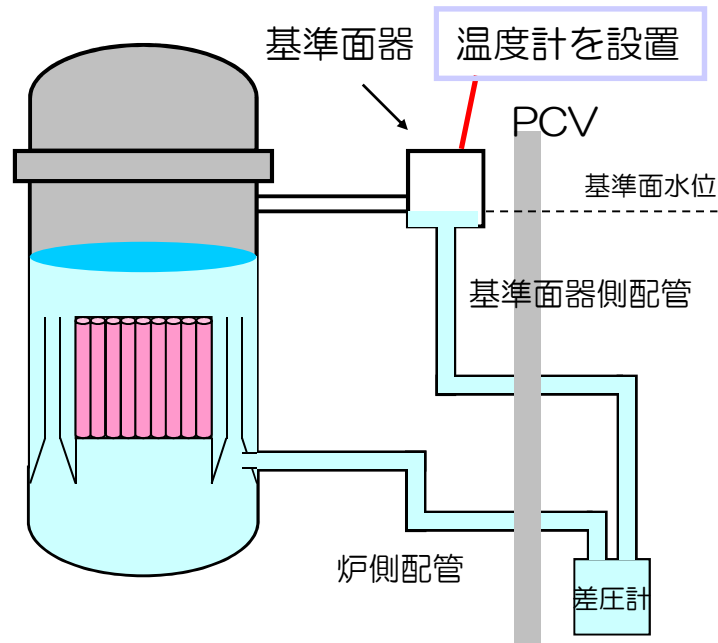 基準面器
温度計を設置
PCV
基準面水位
基準面器側配管
炉側配管
差圧計